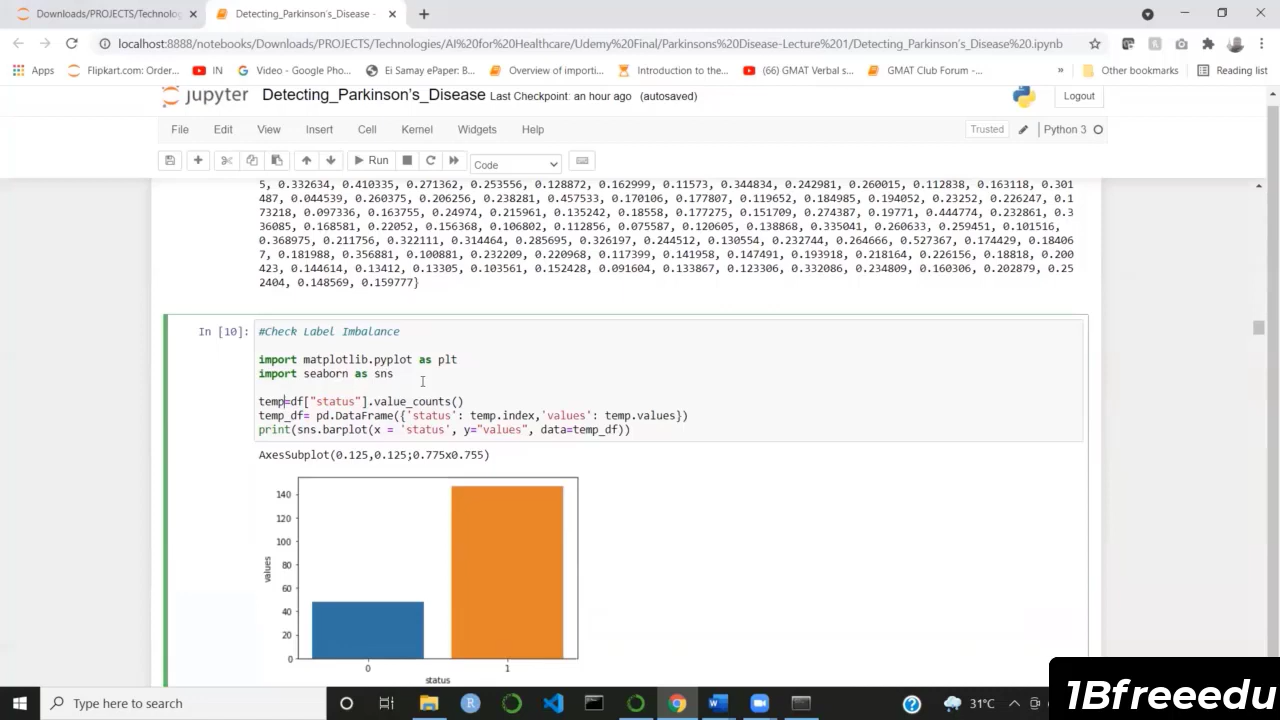 Downloads/PROJECTS/Technolog
Detecting_Parkinson's_Disease -
localhost:8888/notebooks/Downloads/PROJECTS/Technologies/AI%20for%20Healthcare/Udemy%20Final/Parkinsons%20Disease-Lecture%201/Detecting_Parkinson's_Disease%20.ipynb
Apps
Flipkart.com: Order...
IN
Video - Google Pho...
Ei Samay ePaper: B...
Overview of importi...
Introduction to the...
(66) GMAT Verbal s...
GMAT Club Forum -...
»
Other bookmarks
Reading list
jupyter
Detecting_Parkinson's_Disease Last Checkpoint: an hour ago (autosaved)
Logout
File Edit View Insert Cell Kernel Widgets Help
Trusted
Python 3
Run
Code
5, 0.332634, 0.410335, 0.271362, 0.253556, 0.128872, 0.162999, 0.11573, 0.344834, 0.242981, 0.260015, 0.112838, 0.163118, 0.301
487, 0.044539, 0.260375, 0.206256, 0.238281, 0.457533, 0.170106, 0.177807, 0.119652, 0.184985, 0.194052, 0.23252, 0.226247, 0.1
73218, 0.097336, 0.163755, 0.24974, 0.215961, 0.135242, 0.18558, 0.177275, 0.151709, 0.274387, 0.19771, 0.444774, 0.232861, 0.3
36085, 0.168581, 0.22052, 0.156368, 0.106802, 0.112856, 0.075587, 0.120605, 0.138868, 0.335041, 0.260633, 0.259451, 0.101516,
0.368975, 0.211756, 0.322111, 0.314464, 0.285695, 0.326197, 0.244512, 0.130554, 0.232744, 0.264666, 0.527367, 0.174429, 0.18406
7, 0.181988, 0.356881, 0.100881, 0.232209, 0.220968, 0.117399, 0.141958, 0.147491, 0.193918, 0.218164, 0.226156, 0.18818, 0.200
423, 0.144614, 0.13412, 0.13305, 0.103561, 0.152428, 0.091604, 0.133867, 0.123306, 0.332086, 0.234809, 0.160306, 0.202879, 0.25
2404, 0.148569, 0.159777}
In [10]:
#Check Label Imbalance
import matplotlib.pyplot as plt
import seaborn as sns
temp=df["status"].value_counts()
temp_df= pd.DataFrame({'status': temp.index,'values': temp.values})
print(sns.barplot(x = 'status', y="values", data=temp_df))
AxesSubplot(0.125,0.125;0.775x0.755)
140
120
100
80
60
40
20
0
values
0 1
status
Type here to search
31°C
1Bfreeedu